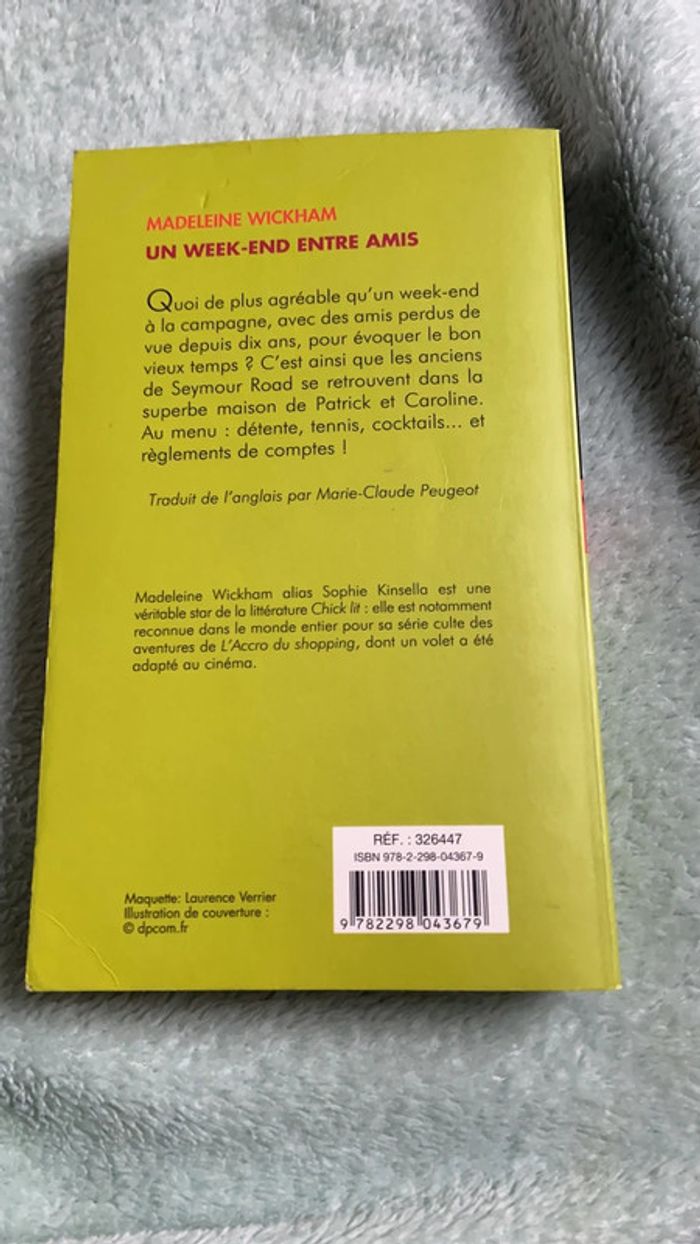 MADELEINE WICKHAM
UN WEEK-END ENTRE AMIS
Quoi de plus agréable qu'un week-end
à la campagne, avec des amis perdus de
vue depuis dix ans, pour évoquer le bon
vieux temps ? C'est ainsi que les anciens
de Seymour Road se retrouvent dans la
superbe maison de Patrick et Caroline.
Au menu : détente, tennis, cocktails... et
règlements de comptes !
Traduit de l'anglais par Marie-Claude Peugeot
Madeleine Wickham alias Sophie Kinsella est une
véritable star de la littérature Chick lit : elle est notamment
reconnue dans le monde entier pour sa série culte des
aventures de L'Accro du shopping, dont un volet a été
adapté au cinéma.
RÉF. : 326447
ISBN 978-2-298-04367-9
9 782298 043679
Maquette: Laurence Verrier
Illustration de couverture :
© dpcom.fr